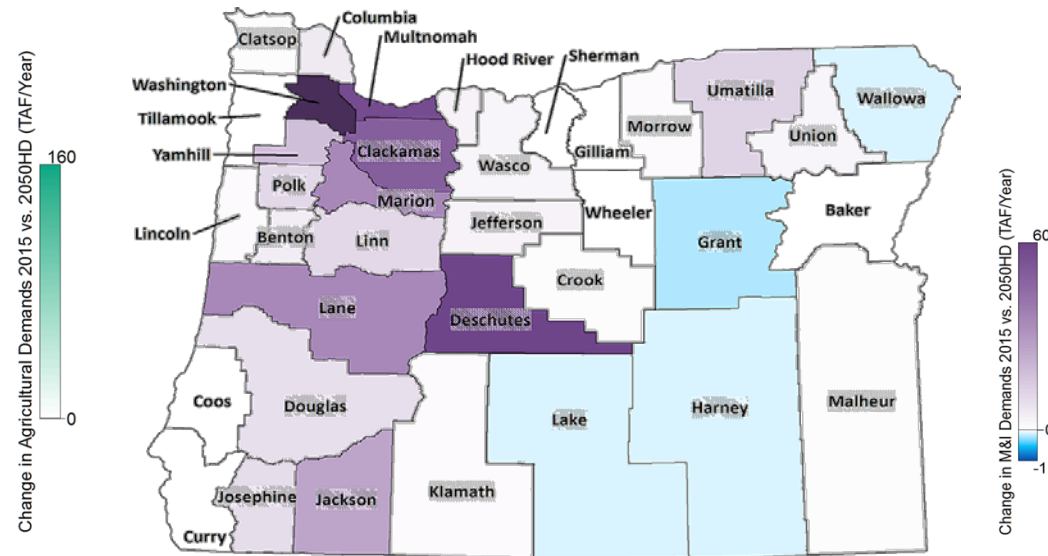 Columbia
Clatsop
Multnomah
Hood River
Sherman
Washington
Umatilla
Wallowa
Tillamook
Morrow
Union
Yamhill
Clackamas
Gilliam
Wasco
Polk
Marion
Baker
Wheeler
Jefferson
Lincoln
Benton
Linn
Grant
Crook
Lane
Deschutes
Coos
Douglas
Harney
Malheur
Lake
Klamath
Josephine
Jackson
Curry
Change in Agricultural Demands 2015 vs. 2050HD (TAF/Year)
160
0
Change in M&I Demands 2015 vs. 2050HD (TAF/Year)
60
0
-1